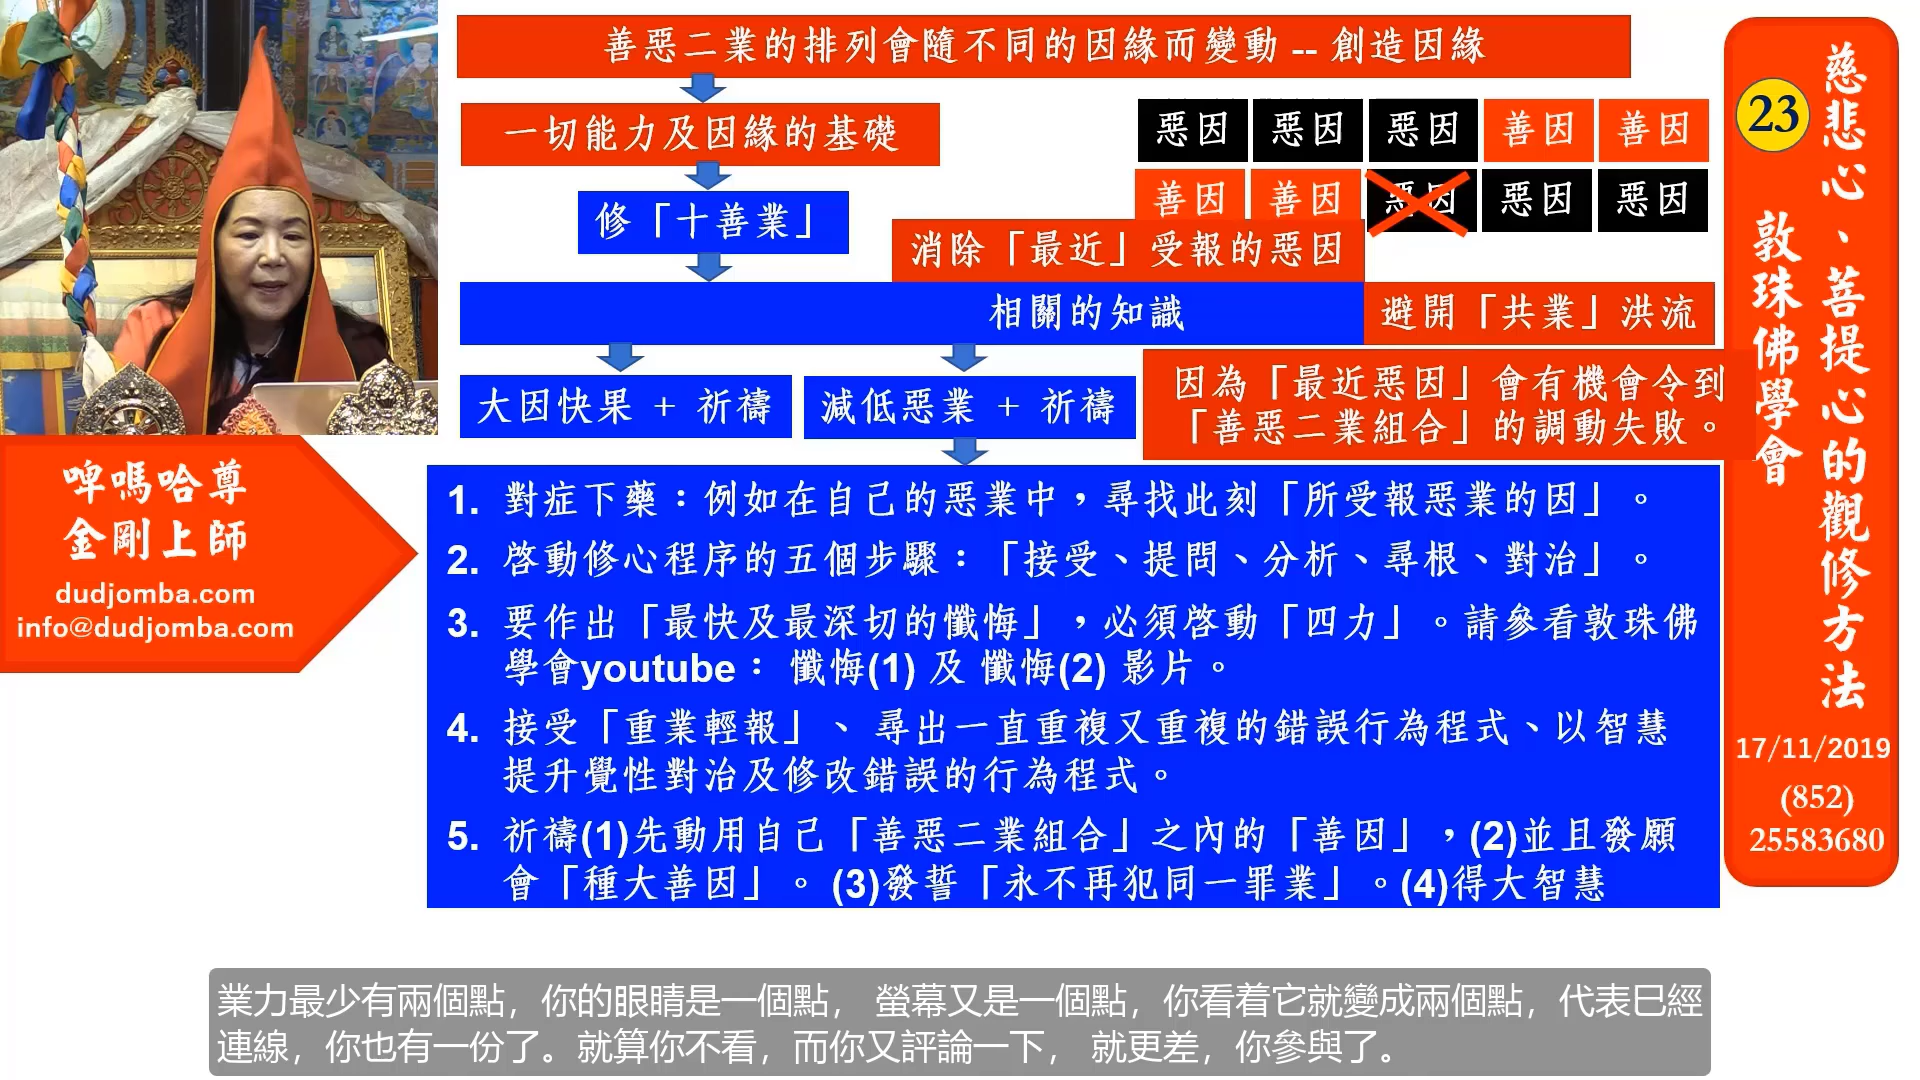 善惡二業的排列會隨不同的因緣而變動 -- 創造因緣
一切能力及因緣的基礎
修「十善業」
惡因 惡因 惡因 善因 善因
善因 善因 惡因 惡因 惡因
消除「最近」受報的惡因
相關的知識
避開「共業」洪流
大因快果 + 祈禱
減低惡業 + 祈禱
因為「最近惡因」會有機會令到
「善惡二業組合」的調動失敗。
1. 對症下藥：例如在自己的惡業中，尋找此刻「所受報惡業的因」。
2. 啓動修心程序的五個步驟：「接受、提問、分析、尋根、對治」。
3. 要作出「最快及最深切的懺悔」，必須啓動「四力」。請參看敦珠佛
學會youtube： 懺悔(1) 及 懺悔(2) 影片。
4. 接受「重業輕報」、 尋出一直重複又重複的錯誤行為程式、以智慧
提升覺性對治及修改錯誤的行為程式。
5. 祈禱(1)先動用自己「善惡二業組合」之內的「善因」，(2)並且發願
會「種大善因」。 (3)發誓「永不再犯同一罪業」。(4)得大智慧
啤嗎哈尊
金剛上師
dudjomba.com
info@dudjomba.com
23
慈悲心、菩提心的觀修方法
敦珠佛學會
17/11/2019
(852)
25583680
業力最少有兩個點，你的眼睛是一個點， 螢幕又是一個點，你看着它就變成兩個點，代表巳經
連線，你也有一份了。就算你不看，而你又評論一下， 就更差，你參與了。